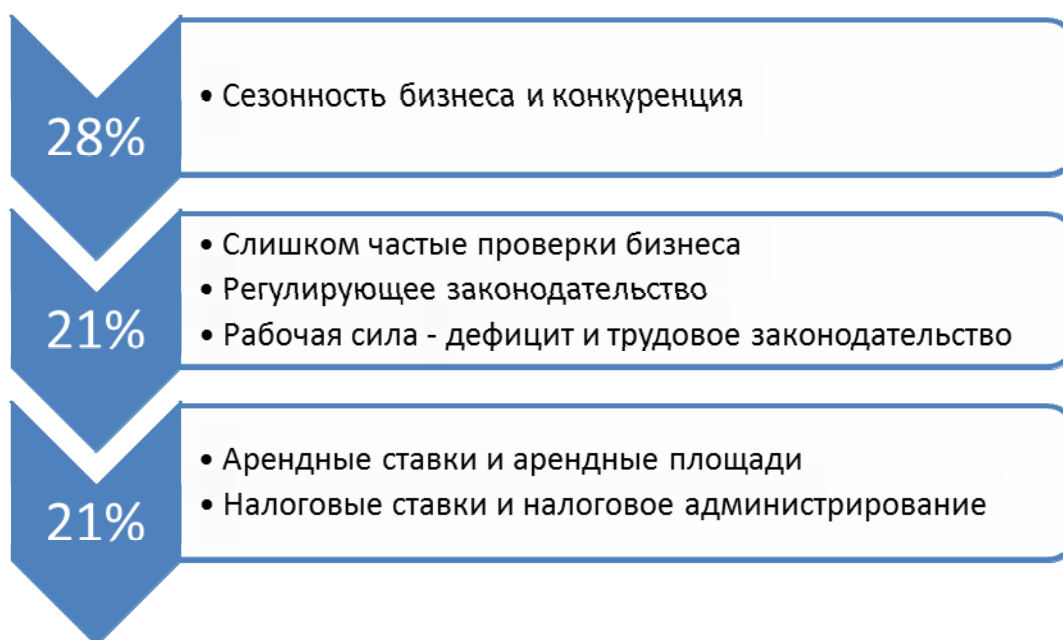 28%
• Сезонность бизнеса и конкуренция
21%
• Слишком частые проверки бизнеса
• Регулирующее законодательство
• Рабочая сила - дефицит и трудовое законодательство
21%
• Арендные ставки и арендные площади
• Налоговые ставки и налоговое администрирование